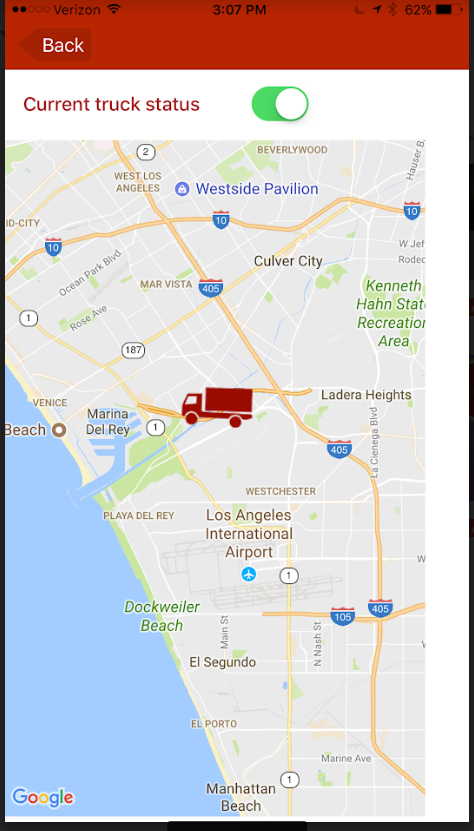 Verizon 3:07 PM 62%
Back
Current truck status
2
BEVERLYWOOD
Hauser B
WEST LOS
ANGELES
Westside Pavilion
10
10
ID-CITY
10
W Jef
Culver City
Rodeo
Ocean Park Blvd
MAR VISTA
405
Kenneth
Hahn Stat
Recreation
Area
1
Rose Ave
187
Ladera Heights
VENICE
Marina
Del Rey
Beach
1
La Cienega Blvd
405
WESTCHESTER
PLAYA DEL REY
Los Angeles
International
Airport
W
1
Dockweiler
Beach
405
105
Main St
N Nash St
El Segundo
EL PORTO
Marine Ave
1
Google
Manhattan
Beach